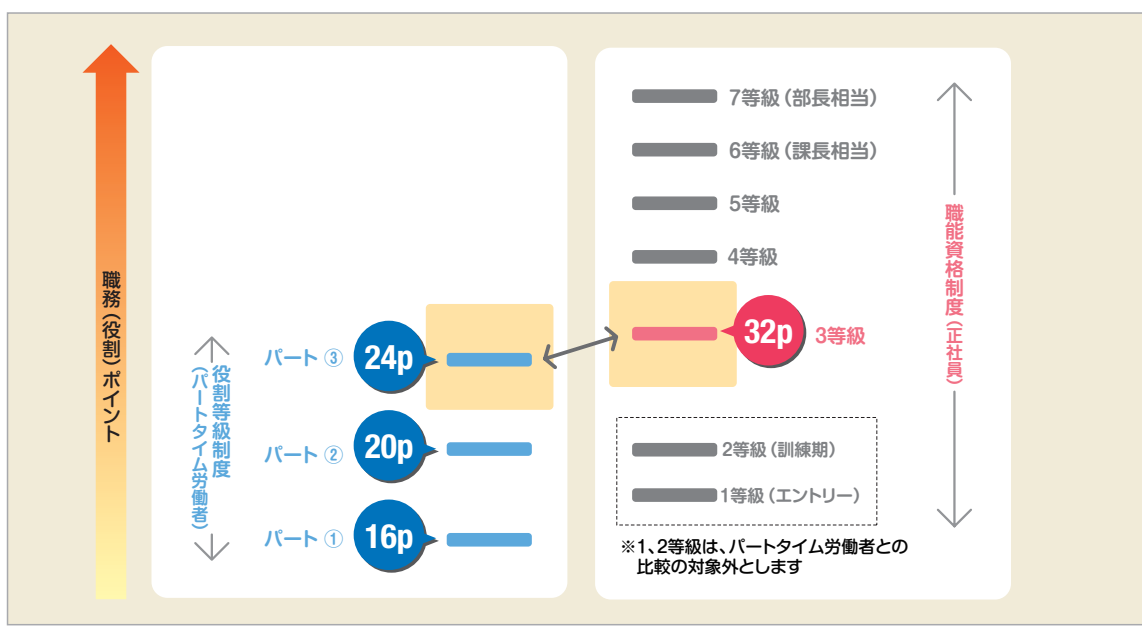 職務（役割）ポイント
役割等級制度
（パートタイム労働者）
パート ③
24p
パート ②
20p
パート ①
16p
7等級（部長相当）
6等級（課長相当）
5等級
4等級
32p
3等級
2等級（訓練期）
1等級（エントリー）
※1、2等級は、パートタイム労働者との
比較の対象外とします
職能資格制度（正社員）